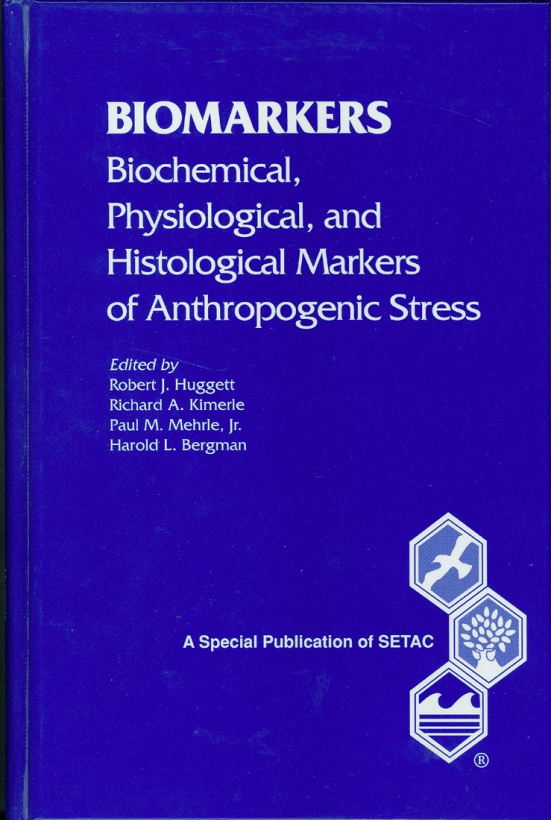 BIOMARKERS
Biochemical,
Physiological, and
Histological Markers
of Anthropogenic Stress
Edited by
Robert J. Huggett
Richard A. Kimerle
Paul M. Mehrle, Jr.
Harold L. Bergman
A Special Publication of SETAC
®